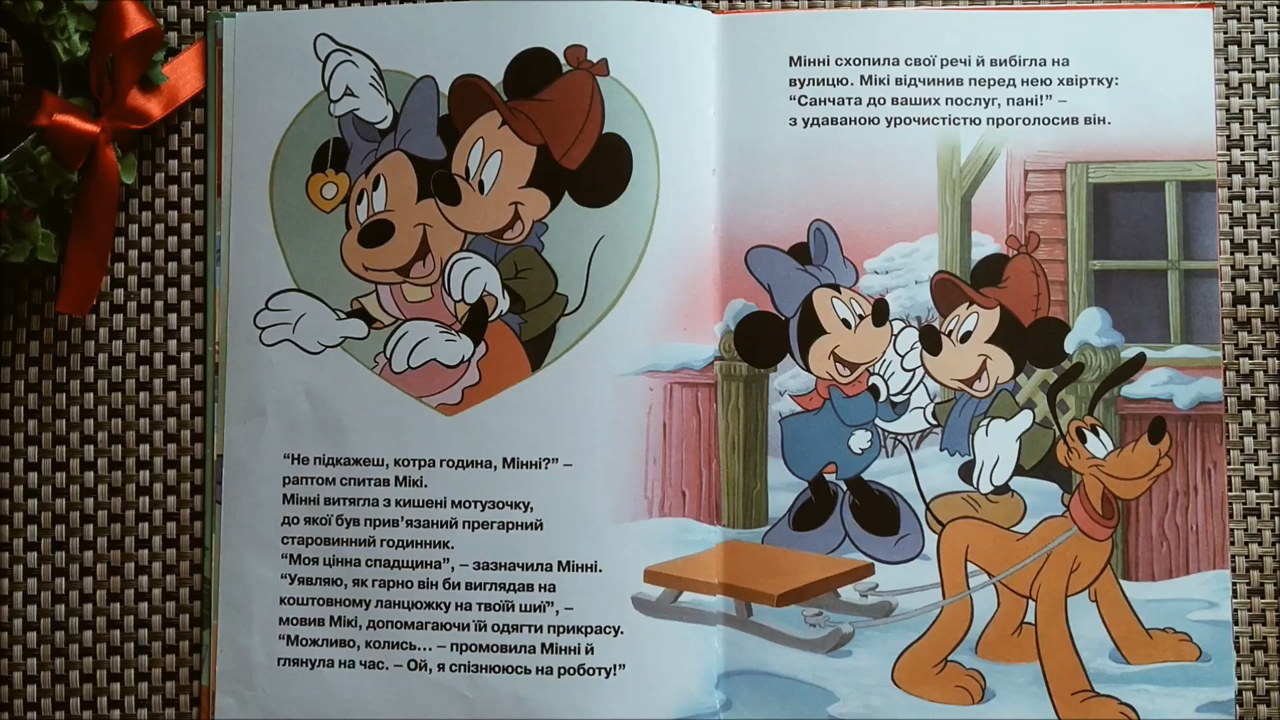 “Не підкажеш, котра година, Мінні?” –
раптом спитав Мікі.
Мінні витягла з кишені мотузочку,
до якої був прив’язаний прегарний
старовинний годинник.
“Моя цінна спадщина”, – зазначила Мінні.
“Уявляю, як гарно він би виглядав на
коштовному ланцюжку на твоїй шиї”, –
мовив Мікі, допомагаючи їй одягти прикрасу.
“Можливо, колись... – промовила Мінні й
глянула на час. – Ой, я спізнююсь на роботу!”
Мінні схопила свої речі й вибігла на
вулицю. Мікі відчинив перед нею хвіртку:
“Санчата до ваших послуг, пані!” –
з удаваною урочистістю проголосив він.